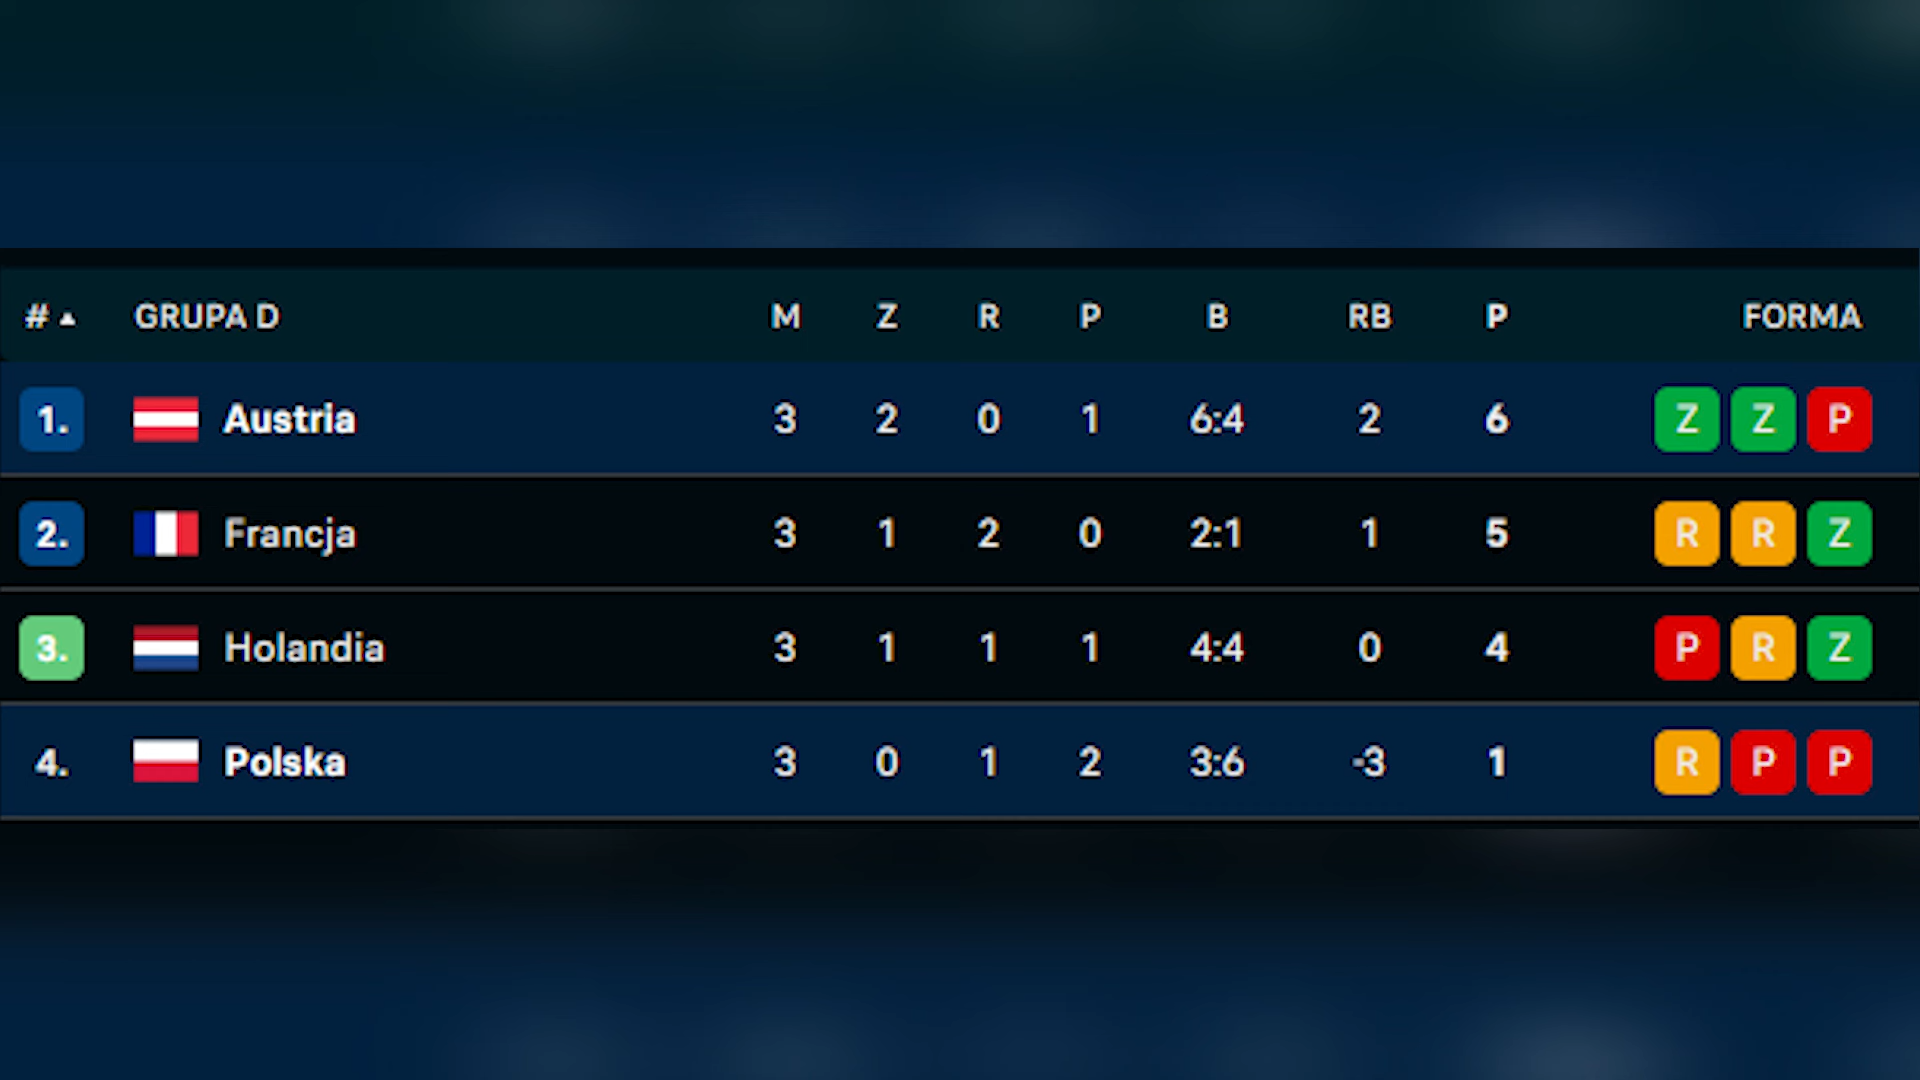 # ▲ GRUPA D M Z R P B RB P FORMA
1. Austria 3 2 0 1 6:4 2 6 Z Z P
2. Francja 3 1 2 0 2:1 1 5 R R Z
3. Holandia 3 1 1 1 4:4 0 4 P R Z
4. Polska 3 0 1 2 3:6 -3 1 R P P